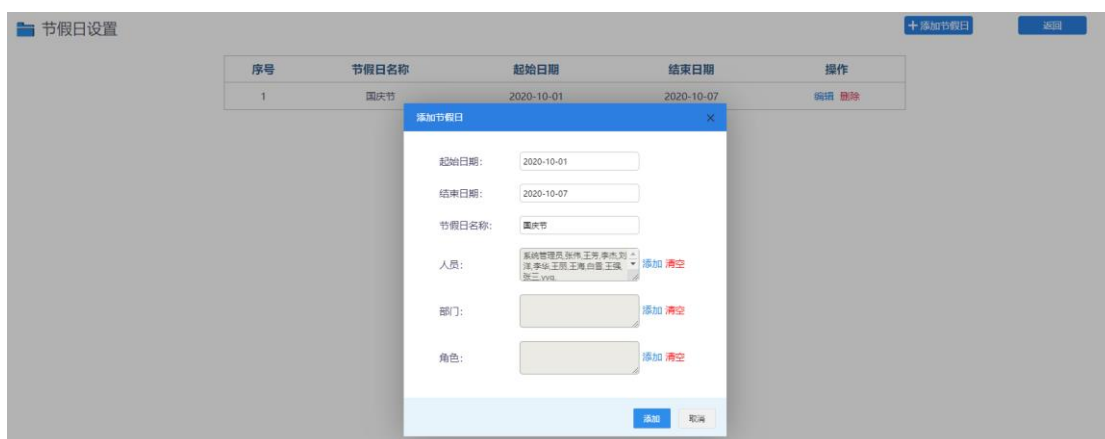 节假日设置
+添加节假日
返回
序号 节假日名称 起始日期 结束日期 操作
1 国庆节 2020-10-01 2020-10-07 编辑 删除
添加节假日
起始日期: 2020-10-01
结束日期: 2020-10-07
节假日名称: 国庆节
人员: 系统管理员,张伟,王芳,李杰,刘
洋,李华,王丽,王海,白雪,王强,
张三,yyq, 添加 清空
部门: 添加 清空
角色: 添加 清空
添加 取消